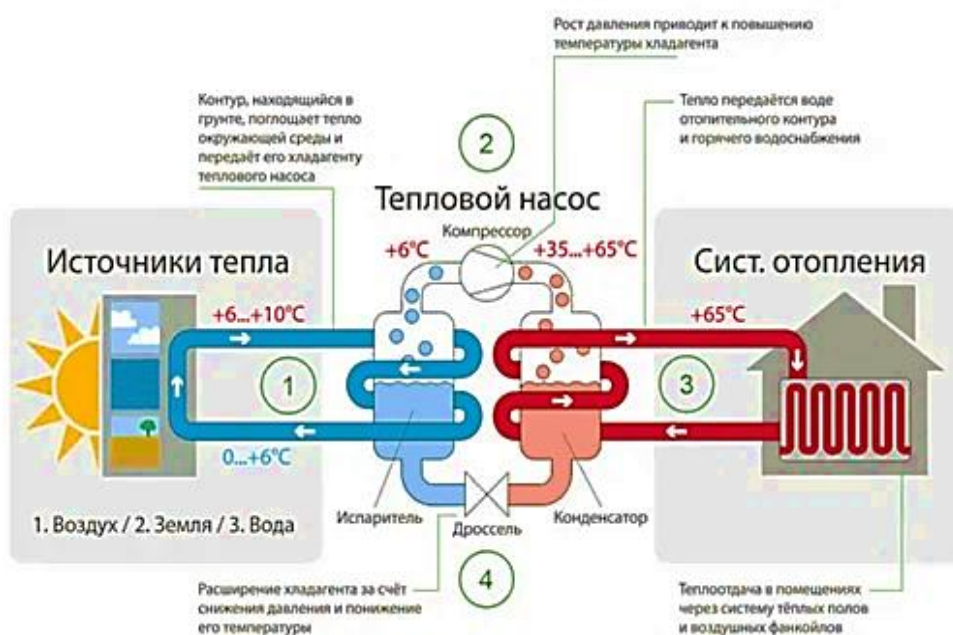 Рост давления приводит к повышению
температуры хладагента
Контур, находящийся в
грунте, поглощает тепло
окружающей среды и
передаёт его хладагенту
теплового насоса
2
Тепло передаётся воде
отопительного контура
и горячего водоснабжения
Тепловой насос
Компрессор
+6°C
+35...+65°C
Источники тепла
Сист. отопления
+6...+10°C
+65°C
1
3
0...+6°C
1. Воздух / 2. Земля / 3. Вода
Испаритель
Дроссель
Конденсатор
4
Расширение хладагента за счёт
снижения давления и понижение
его температуры
Теплоотдача в помещениях
через систему тёплых полов
и воздушных фанкойлов